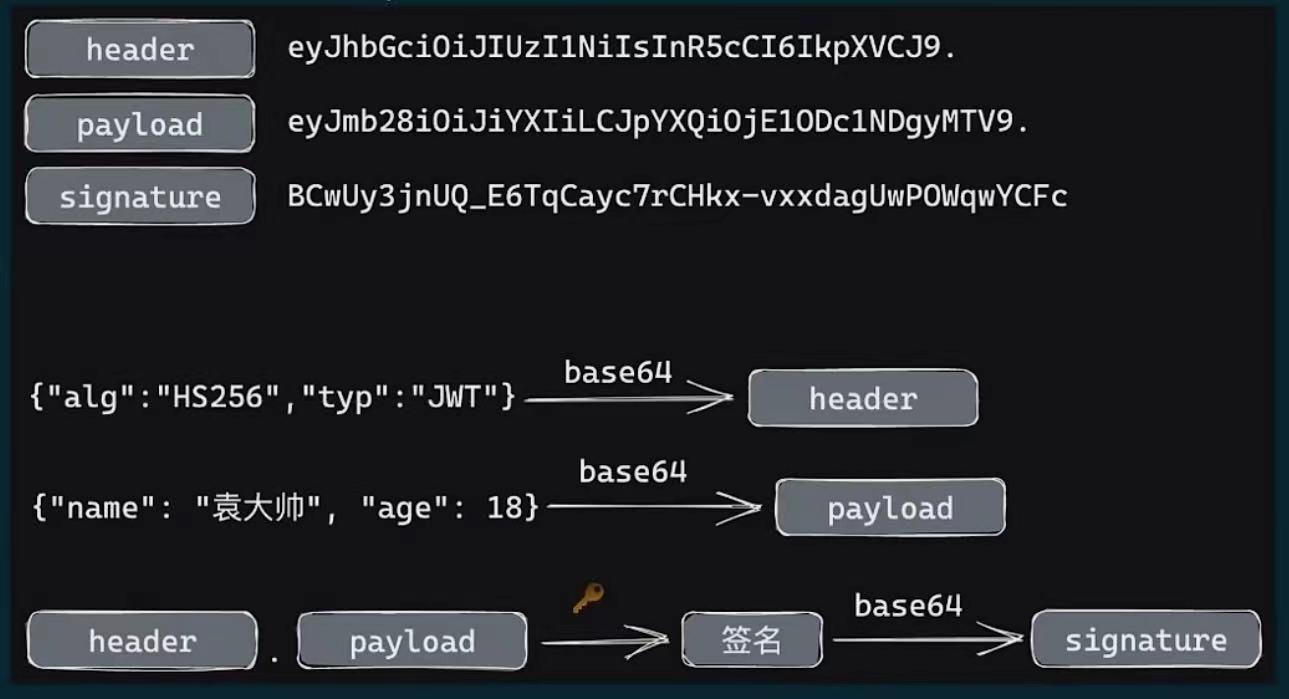 header eyJhbGciOiJIUzI1NiIsInR5cCI6IkpXVCJ9.
payload eyJmb28iOiJiYXIiLCJpYXQiOjE1ODc1NDgyMTV9.
signature BCwUy3jnUQ_E6TqCayc7rCHkx-vxxdagUwPOWqwYCFc
base64
{"alg":"HS256","typ":"JWT"} header
base64
{"name": "袁大帅", "age": 18} payload
base64
header . payload 签名 signature